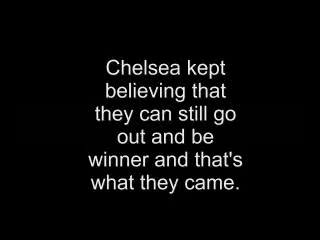 Chelsea kept
believing that
they can still go
out and be
winner and that's
what they came.